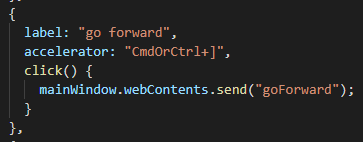 {
label: "go forward",
accelerator: "CmdOrCtrl+]",
click() {
mainWindow.webContents.send("goForward");
}
},